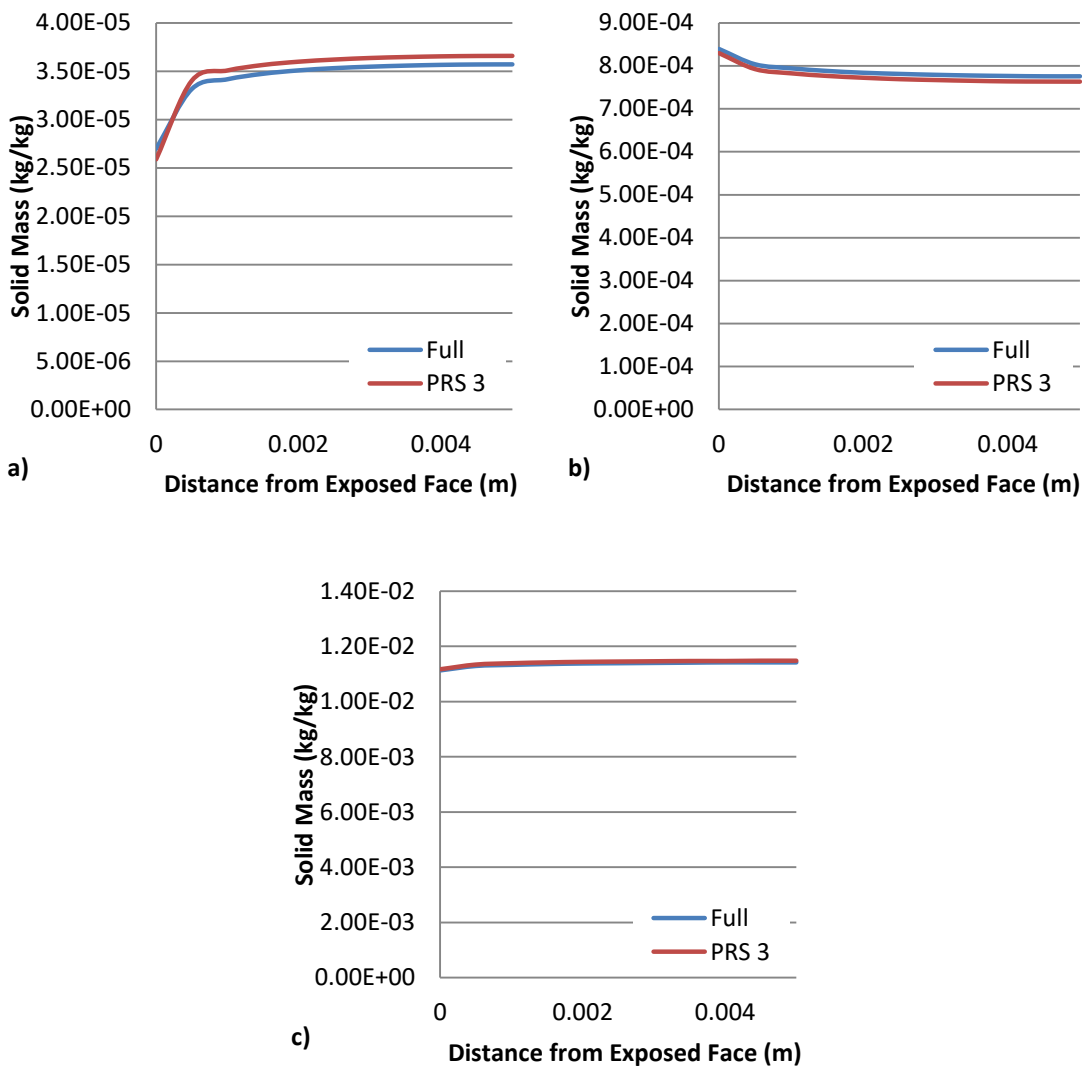 4.00E-05
3.50E-05
3.00E-05
2.50E-05
2.00E-05
1.50E-05
1.00E-05
5.00E-06
0.00E+00
Solid Mass (kg/kg)
Full
PRS 3
0 0.002 0.004
a)
Distance from Exposed Face (m)
9.00E-04
8.00E-04
7.00E-04
6.00E-04
5.00E-04
4.00E-04
3.00E-04
2.00E-04
1.00E-04
0.00E+00
Solid Mass (kg/kg)
Full
PRS 3
0 0.002 0.004
b)
Distance from Exposed Face (m)
1.40E-02
1.20E-02
1.00E-02
8.00E-03
6.00E-03
4.00E-03
2.00E-03
0.00E+00
Solid Mass (kg/kg)
Full
PRS 3
0 0.002 0.004
c)
Distance from Exposed Face (m)